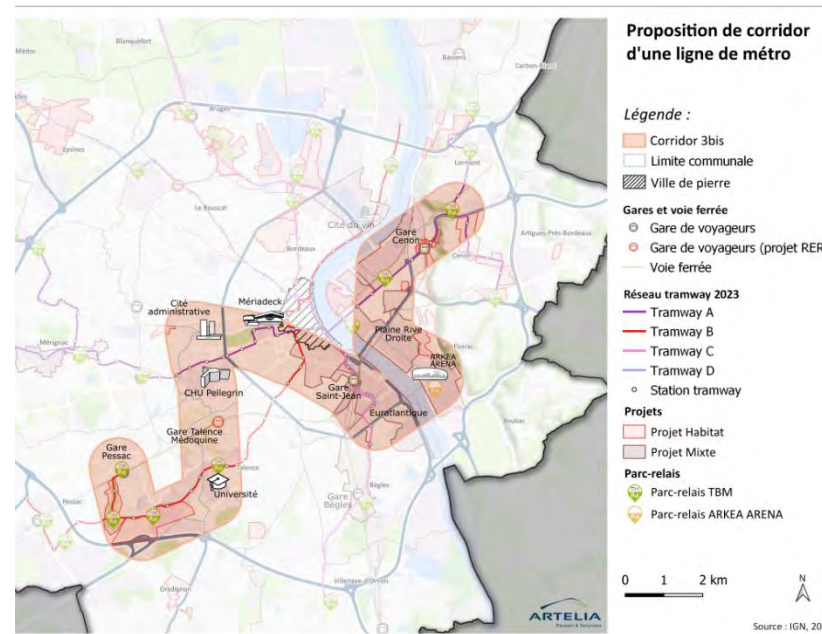 Proposition de corridor
d'une ligne de métro
Légende :
Corridor 3bis
Limite communale
Ville de pierre
Gares et voie ferrée
Gare de voyageurs
Gare de voyageurs (projet RER
Voie ferrée
Réseau tramway 2023
Tramway A
Tramway B
Tramway C
Tramway D
Station tramway
Projets
Projet Habitat
Projet Mixte
Parc-relais
Parc-relais TBM
Parc-relais ARKEA ARENA
0 1 2 km
N
Source : IGN, 20
ARTELIA
Blanquefort
Médoc
Bassens
Carbon-Blanc
Bruges
Eysines
Lormont
Le Bouscat
Cité du vin
Gare
Cenon
Artigues-Près-Bordeaux
Bordeaux
Cenon
Cité
administrative
Mériadeck
Plaine Rive
Droite
Floirac
Mérignac
ARKEA
ARENA
CHU Pellegrin
Gare
Saint-Jean
Euratlantique
Bouliac
Gare Talence
Médoquine
Gare
Pessac
Talence
Université
Bègles
Gare
Bègles
Pessac
Gradignan
Villenave-d'Ornon